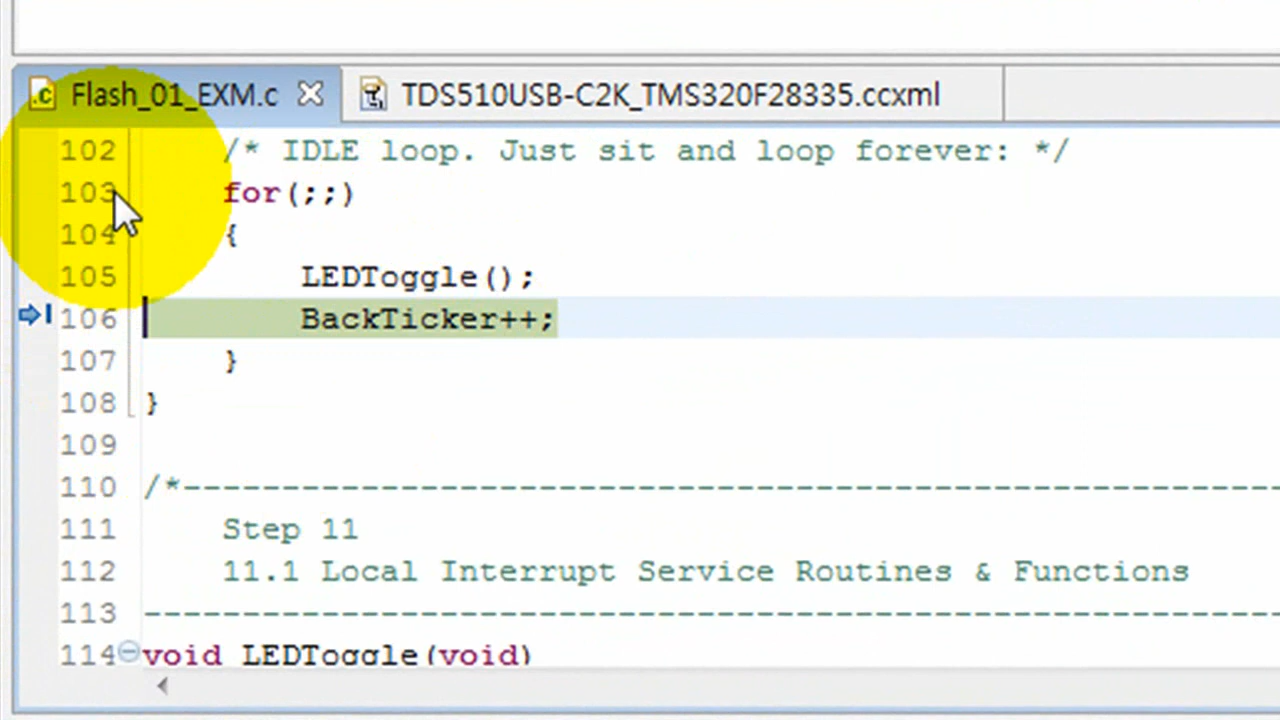 Flash_01_EXM.c TDS510USB-C2K_TMS320F28335.ccxml
102 /* IDLE loop. Just sit and loop forever: */
103 for(;;)
104 {
105 LEDToggle();
106 BackTicker++;
107 }
108 }
109
110 /*----------------------------------------------------------
111 Step 11
112 11.1 Local Interrupt Service Routines & Functions
113 ----------------------------------------------------------
114 void LEDToggle(void)